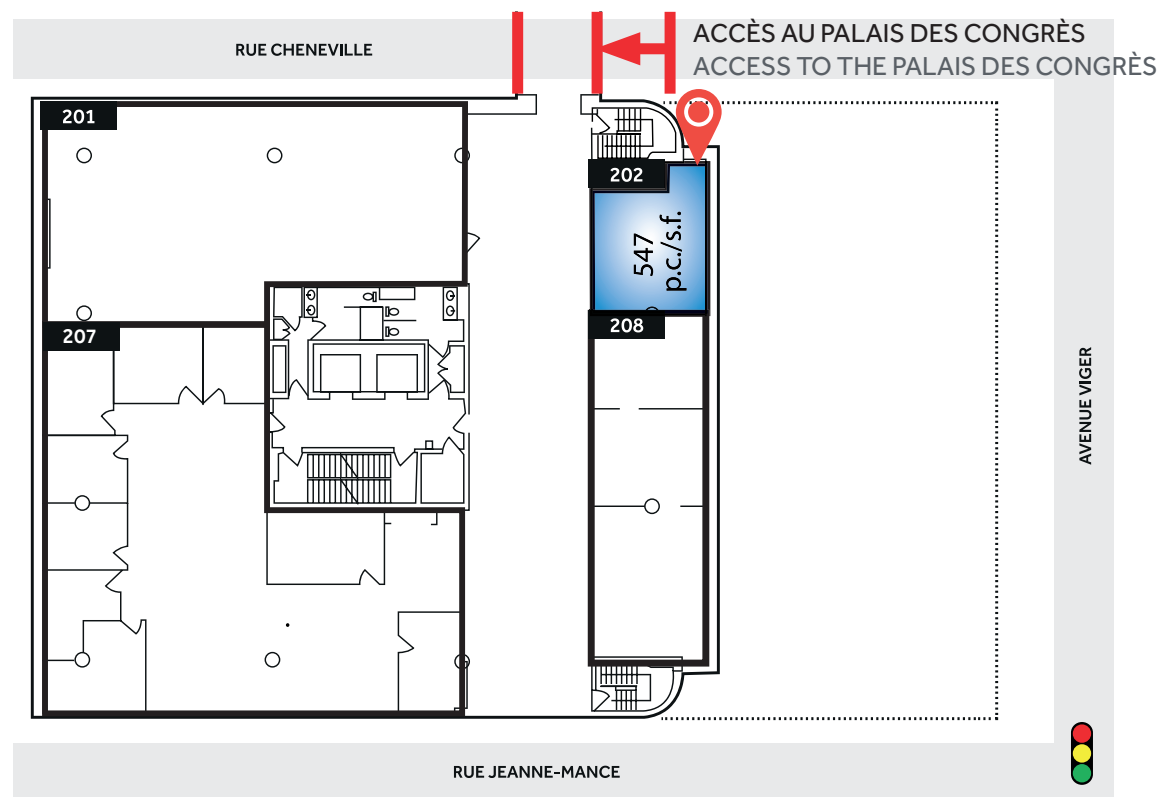 RUE CHENEVILLE
ACCÈS AU PALAIS DES CONGRÈS
ACCESS TO THE PALAIS DES CONGRÈS
201
202
547
p.c./s.f.
207
208
AVENUE VIGER
RUE JEANNE-MANCE